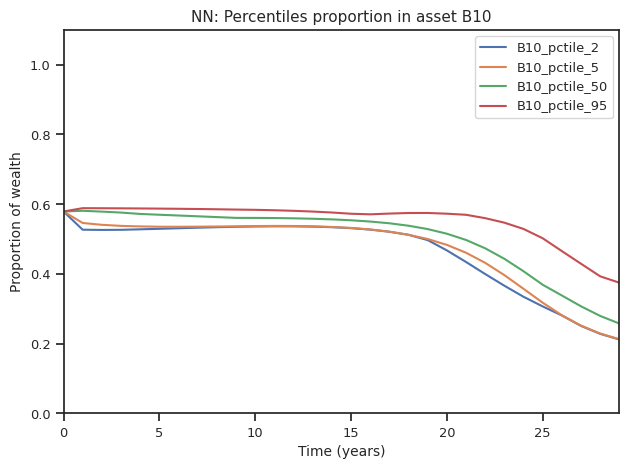 NN: Percentiles proportion in asset B10
B10_pctile_2
B10_pctile_5
B10_pctile_50
B10_pctile_95
1.0
0.8
0.6
0.4
0.2
0.0
Proportion of wealth
0 5 10 15 20 25
Time (years)